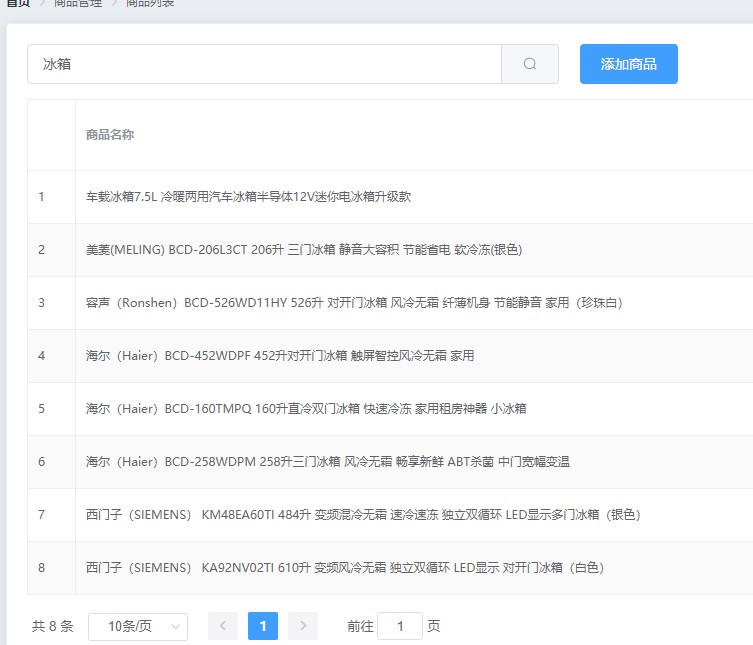 首页 > 商品管理 > 商品列表
冰箱 添加商品
商品名称
1 车载冰箱7.5L 冷暖两用汽车冰箱半导体12V迷你电冰箱升级款
2 美菱(MELING) BCD-206L3CT 206升 三门冰箱 静音大容积 节能省电 软冷冻(银色)
3 容声（Ronshen）BCD-526WD11HY 526升 对开门冰箱 风冷无霜 纤薄机身 节能静音 家用（珍珠白）
4 海尔（Haier）BCD-452WDPF 452升对开门冰箱 触屏智控风冷无霜 家用
5 海尔（Haier）BCD-160TMPQ 160升直冷双门冰箱 快速冷冻 家用租房神器 小冰箱
6 海尔（Haier）BCD-258WDPM 258升三门冰箱 风冷无霜 畅享新鲜 ABT杀菌 中门宽幅变温
7 西门子（SIEMENS） KM48EA60TI 484升 变频混冷无霜 速冷速冻 独立双循环 LED显示多门冰箱（银色）
8 西门子（SIEMENS） KA92NV02TI 610升 变频风冷无霜 独立双循环 LED显示 对开门冰箱（白色）
共 8 条 10条/页 < 1 > 前往 1 页